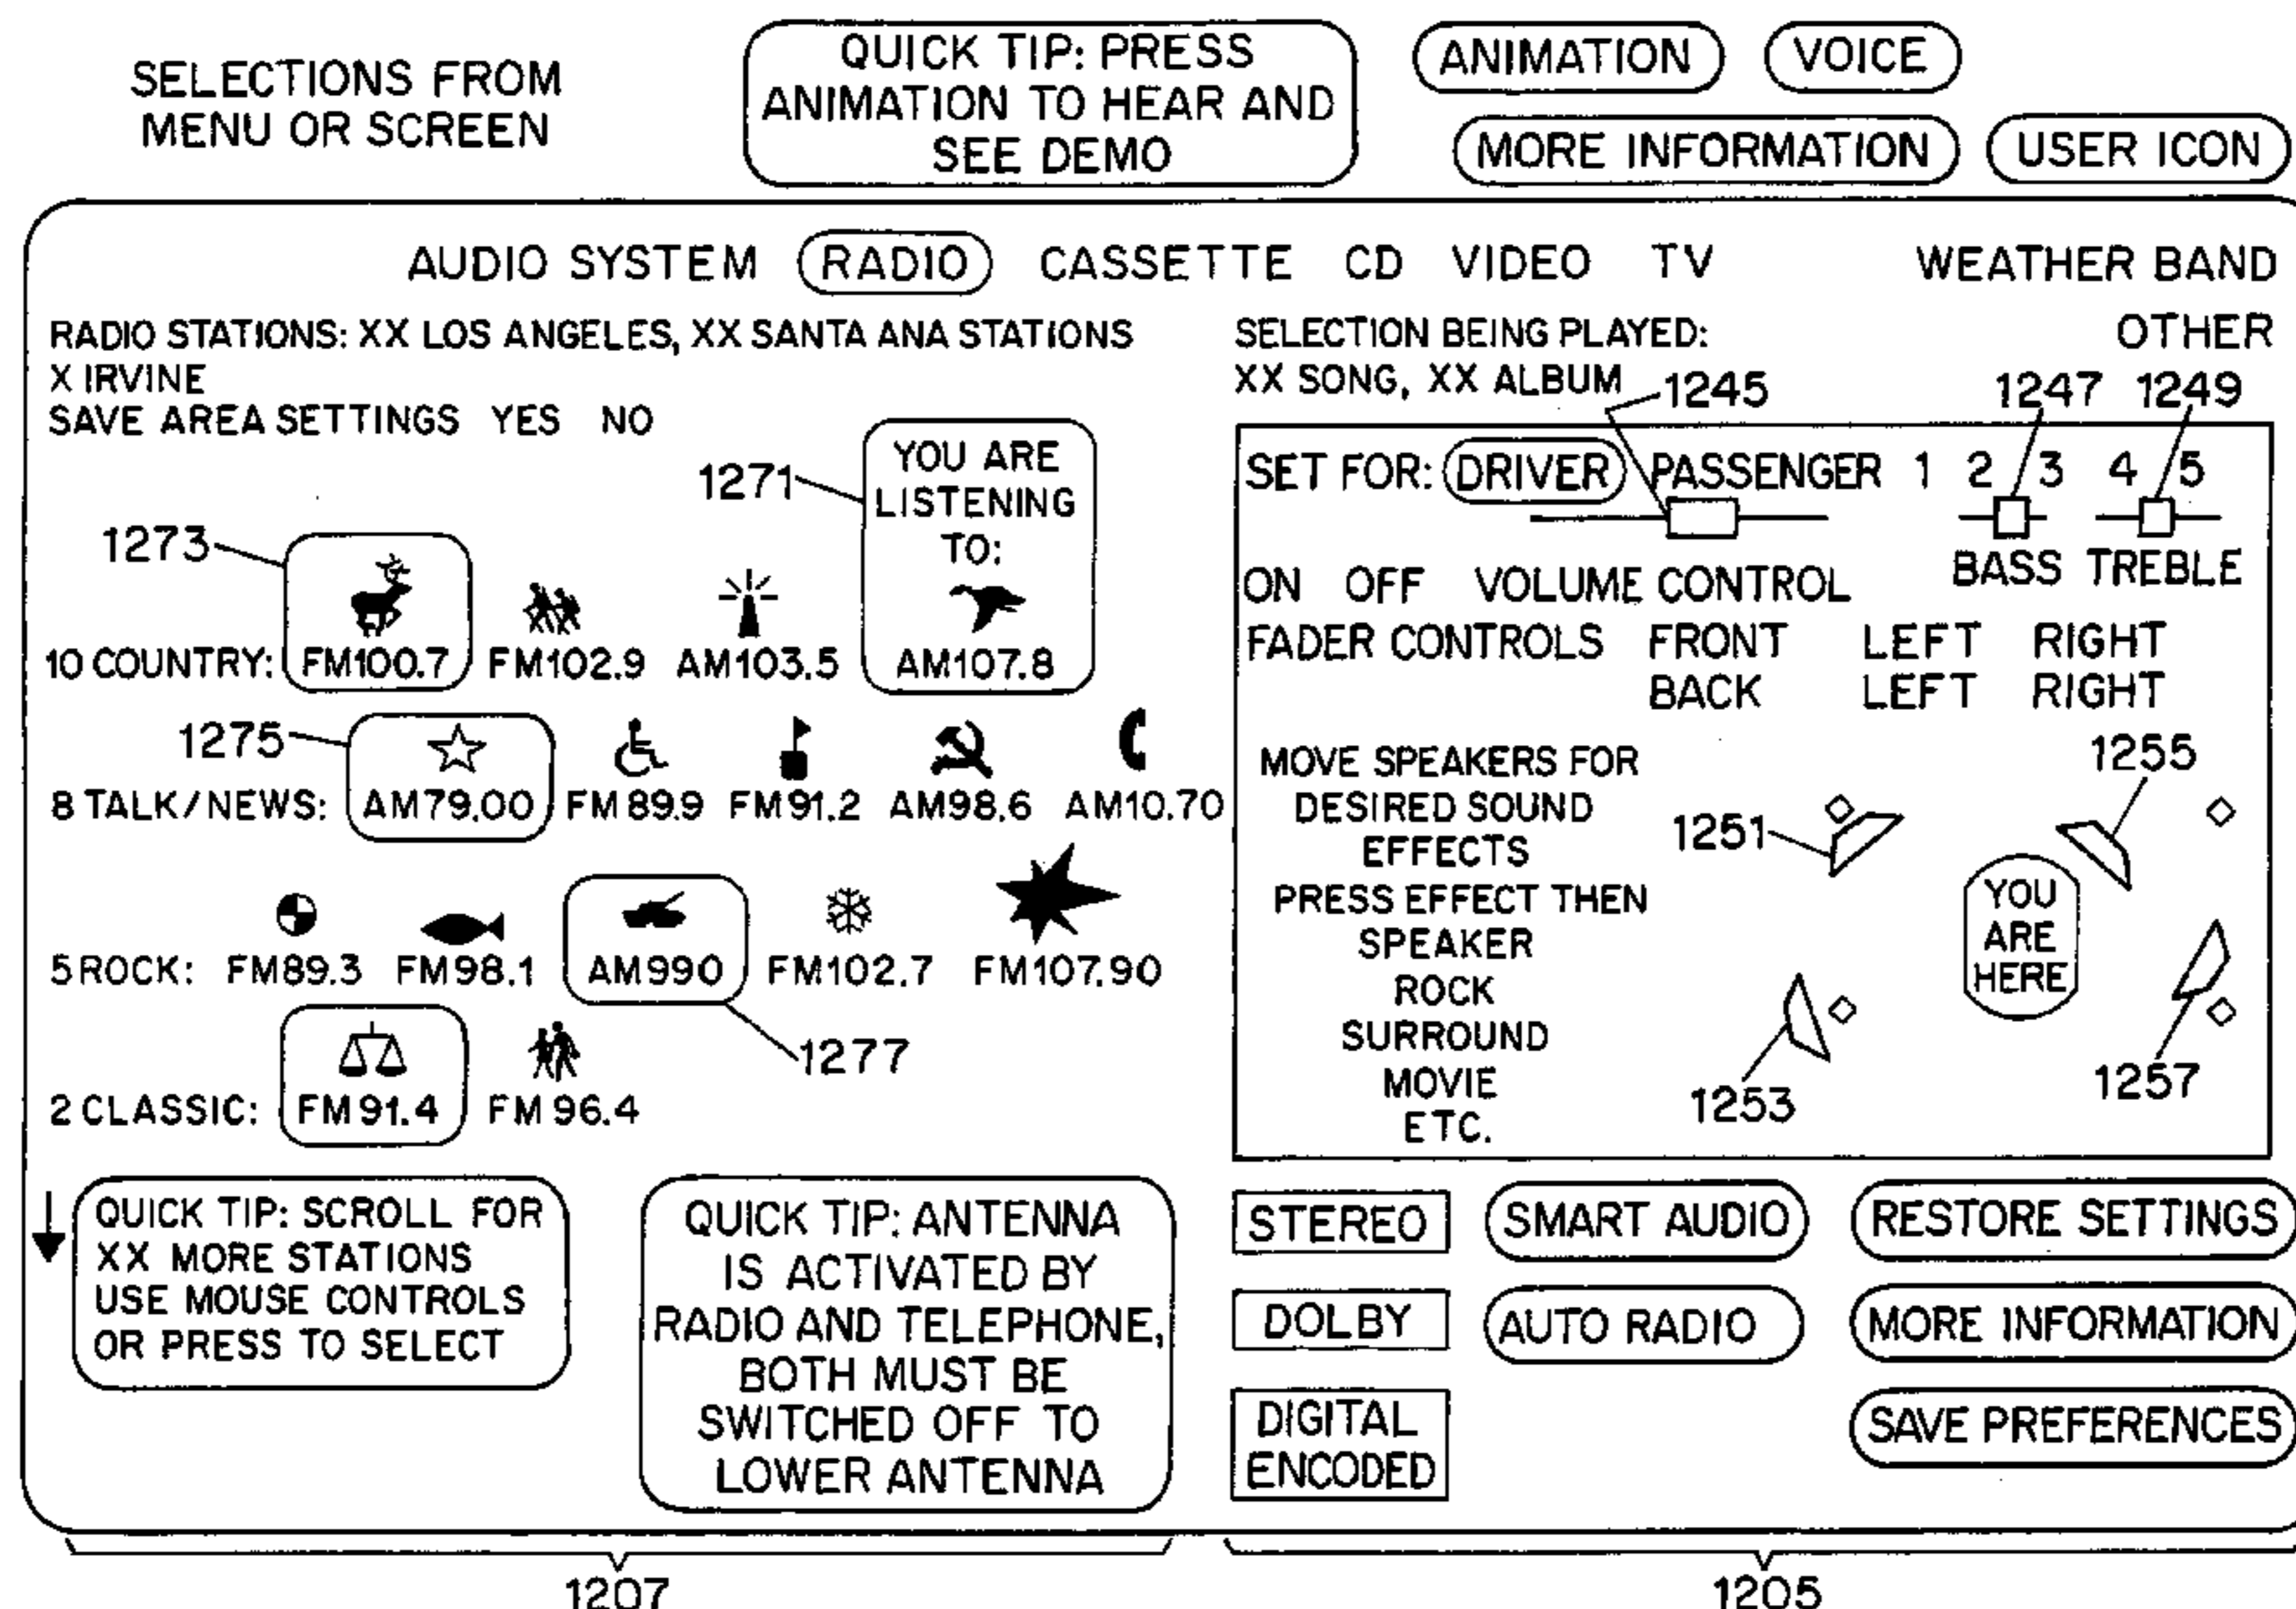 SELECTIONS FROM
MENU OR SCREEN
QUICK TIP: PRESS
ANIMATION TO HEAR AND
SEE DEMO
ANIMATION VOICE
MORE INFORMATION USER ICON
AUDIO SYSTEM RADIO CASSETTE CD VIDEO TV WEATHER BAND
OTHER
RADIO STATIONS: XX LOS ANGELES, XX SANTA ANA STATIONS
X IRVINE
SAVE AREA SETTINGS YES NO
1271
YOU ARE
LISTENING
TO:
1273
10 COUNTRY: FM100.7 FM102.9 AM103.5 AM107.8
1275
8 TALK/NEWS: AM79.00 FM89.9 FM91.2 AM98.6 AM10.70
5 ROCK: FM89.3 FM98.1 AM990 FM102.7 FM107.90
1277
2 CLASSIC: FM91.4 FM96.4
QUICK TIP: SCROLL FOR
XX MORE STATIONS
USE MOUSE CONTROLS
OR PRESS TO SELECT
QUICK TIP: ANTENNA
IS ACTIVATED BY
RADIO AND TELEPHONE,
BOTH MUST BE
SWITCHED OFF TO
LOWER ANTENNA
1207
SELECTION BEING PLAYED:
XX SONG, XX ALBUM
1245 1247 1249
SET FOR: DRIVER PASSENGER 1 2 3 4 5
BASS TREBLE
ON OFF VOLUME CONTROL
FADER CONTROLS FRONT LEFT RIGHT
BACK LEFT RIGHT
MOVE SPEAKERS FOR
DESIRED SOUND
EFFECTS
PRESS EFFECT THEN
SPEAKER
ROCK
SURROUND
MOVIE
ETC.
1251
1255
YOU
ARE
HERE
1253
1257
STEREO SMART AUDIO RESTORE SETTINGS
DOLBY AUTO RADIO MORE INFORMATION
DIGITAL
ENCODED
SAVE PREFERENCES
1205